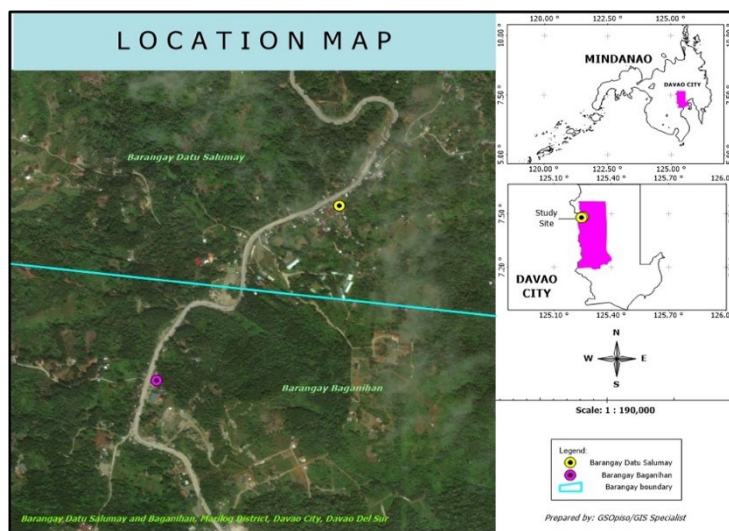 LOCATION MAP
Barangay Datu Salumay
Barangay Baganihan
Barangay Datu Salumay and Baganihan, Marilog District, Davao City, Davao Del Sur
120.00 ° 122.50 ° 125.00 °
10.00 °
7.50 °
5.00 °
MINDANAO
DAVAO CITY
120.00 ° 122.50 ° 125.00 °
125.10 ° 125.40 ° 125.70 °
7.50 °
7.20 °
Study
Site
DAVAO
CITY
125.10 ° 125.40 ° 125.70 °
N
W E
S
Scale: 1 : 190,000
Legend:
Barangay Datu Salumay
Barangay Baganihan
Barangay boundary
Prepared by: GSOpiso/GIS Specialist